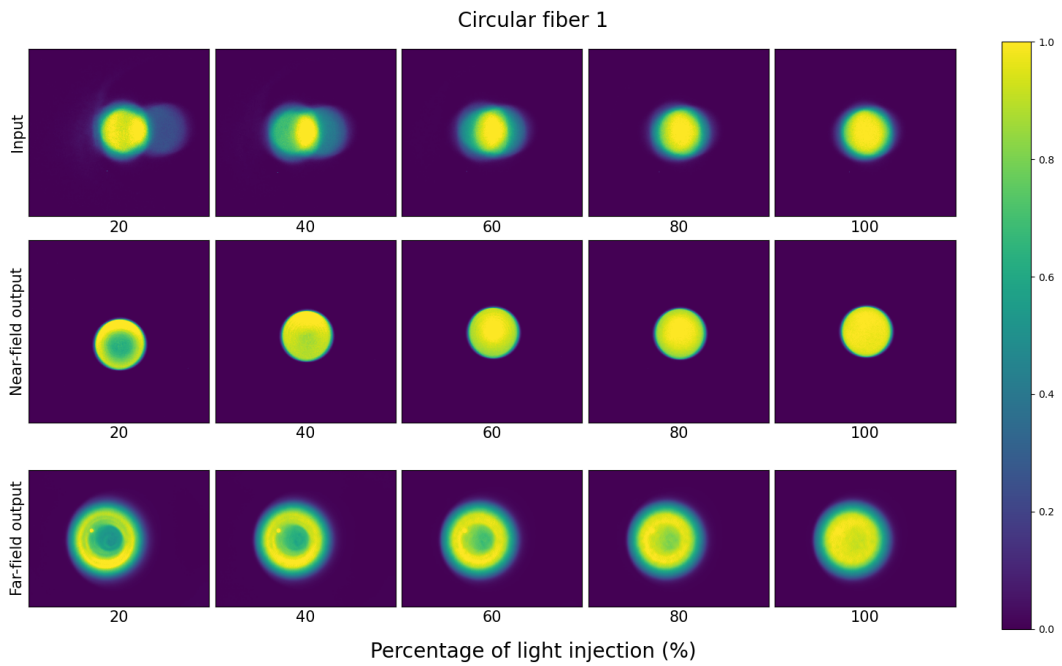 Circular fiber 1
Input
20 40 60 80 100
Near-field output
20 40 60 80 100
Far-field output
20 40 60 80 100
Percentage of light injection (%)
1.0
0.8
0.6
0.4
0.2
0.0